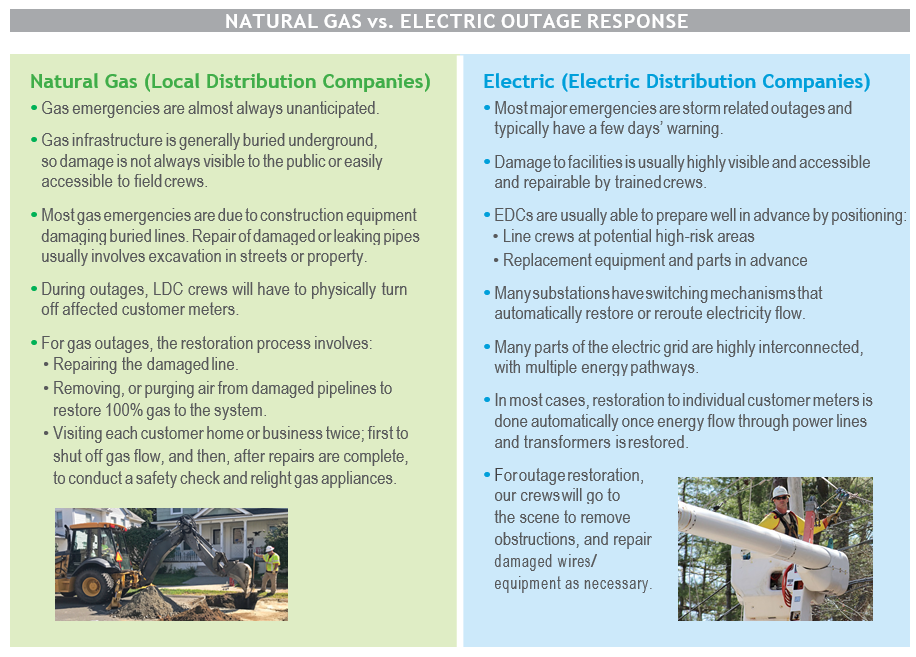 NATURAL GAS vs. ELECTRIC OUTAGE RESPONSE
Natural Gas (Local Distribution Companies)
• Gas emergencies are almost always unanticipated.
• Gas infrastructure is generally buried underground,
so damage is not always visible to the public or easily
accessible to field crews.
• Most gas emergencies are due to construction equipment
damaging buried lines. Repair of damaged or leaking pipes
usually involves excavation in streets or property.
• During outages, LDC crews will have to physically turn
off affected customer meters.
• For gas outages, the restoration process involves:
• Repairing the damaged line.
• Removing, or purging air from damaged pipelines to
restore 100% gas to the system.
• Visiting each customer home or business twice; first to
shut off gas flow, and then, after repairs are complete,
to conduct a safety check and relight gas appliances.
Electric (Electric Distribution Companies)
• Most major emergencies are storm related outages and
typically have a few days' warning.
• Damage to facilities is usually highly visible and accessible
and repairable by trained crews.
• EDCs are usually able to prepare well in advance by positioning:
• Line crews at potential high-risk areas
• Replacement equipment and parts in advance
• Many substations have switching mechanisms that
automatically restore or reroute electricity flow.
• Many parts of the electric grid are highly interconnected,
with multiple energy pathways.
• In most cases, restoration to individual customer meters is
done automatically once energy flow through power lines
and transformers is restored.
• For outage restoration,
our crews will go to
the scene to remove
obstructions, and repair
damaged wires/
equipment as necessary.